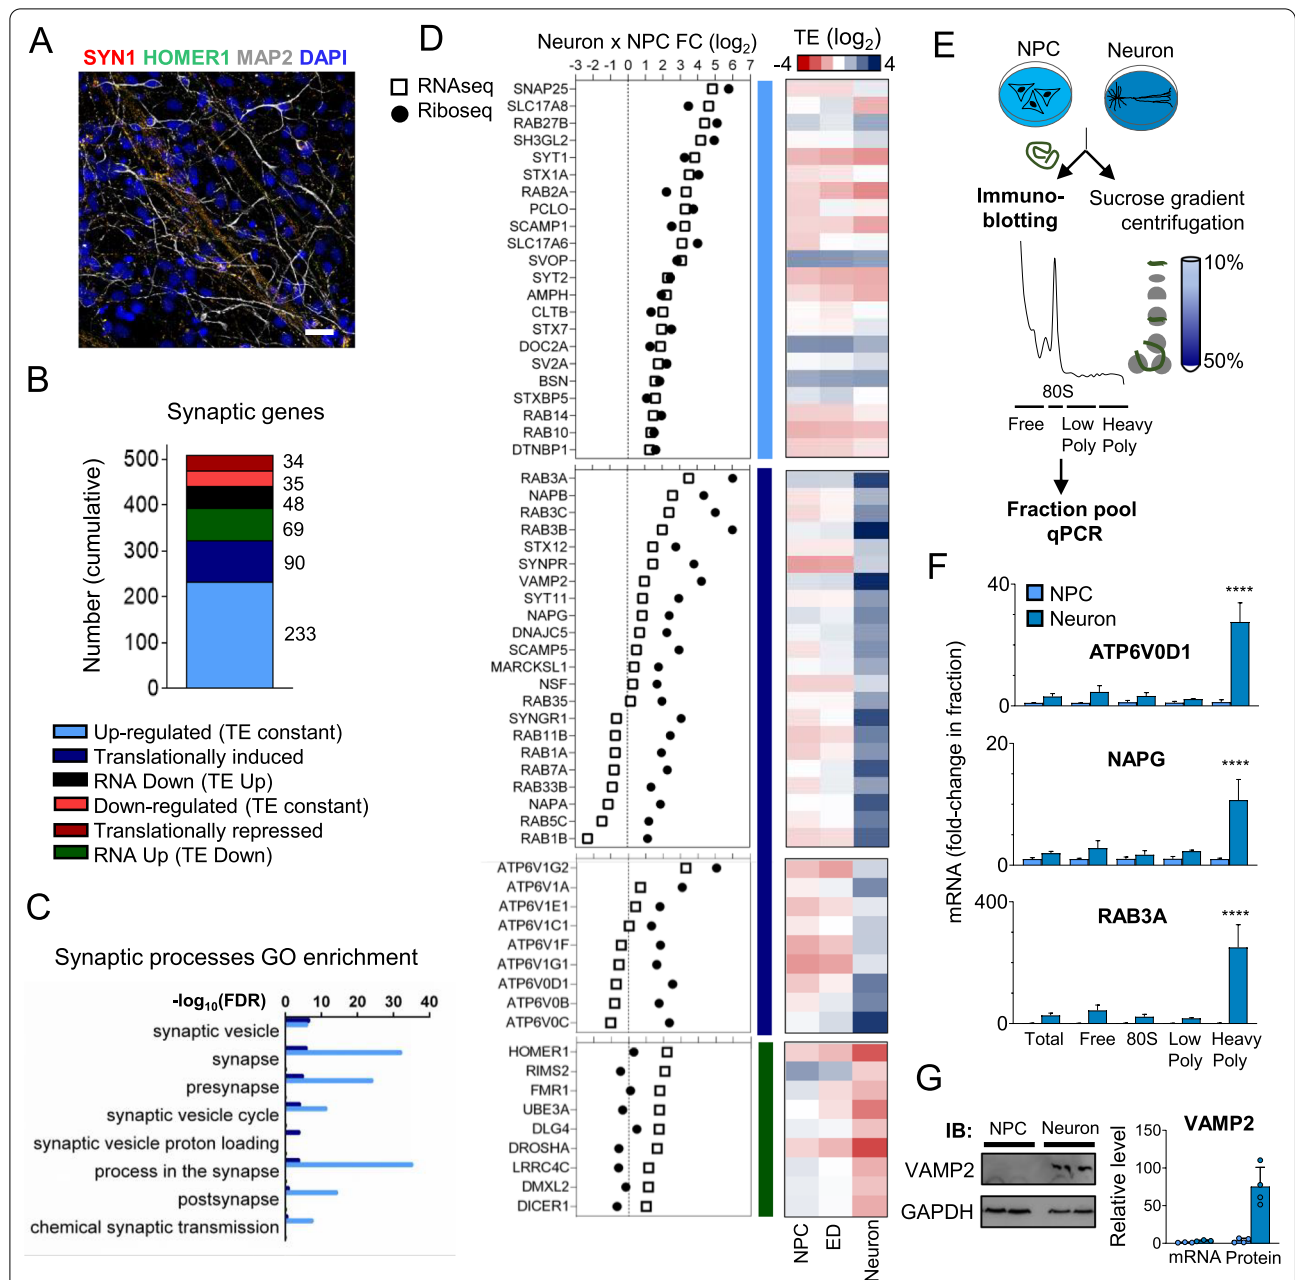 A
SYN1 HOMER1 MAP2 DAPI
B
Synaptic genes
Number (cumulative)
500
400
300
200
100
0
34
35
48
69
90
233
Up-regulated (TE constant)
Translationally induced
RNA Down (TE Up)
Down-regulated (TE constant)
Translationally repressed
RNA Up (TE Down)
C
Synaptic processes GO enrichment
-log10(FDR)
0 10 20 30 40
synaptic vesicle
synapse
presynapse
synaptic vesicle cycle
synaptic vesicle proton loading
process in the synapse
postsynapse
chemical synaptic transmission
D
Neuron x NPC FC (log2)
-3 -2 -1 0 1 2 3 4 5 6 7
RNAseq
Riboseq
TE (log2)
-4 4
SNAP25
SLC17A8
RAB27B
SH3GL2
SYT1
STX1A
RAB2A
PCLO
SCAMP1
SLC17A6
SVOP
SYT2
AMPH
CLTB
STX7
DOC2A
SV2A
BSN
STXBP5
RAB14
RAB10
DTNBP1
RAB3A
NAPB
RAB3C
RAB3B
STX12
SYNPR
VAMP2
SYT11
NAPG
DNAJC5
SCAMP5
MARCKSL1
NSF
RAB35
SYNGR1
RAB11B
RAB1A
RAB7A
RAB33B
NAPA
RAB5C
RAB1B
ATP6V1G2
ATP6V1A
ATP6V1E1
ATP6V1C1
ATP6V1F
ATP6V1G1
ATP6V0D1
ATP6V0B
ATP6V0C
HOMER1
RIMS2
FMR1
UBE3A
DLG4
DROSHA
LRRC4C
DMXL2
DICER1
NPC
ED
Neuron
E
NPC Neuron
Immuno-
blotting
Sucrose gradient
centrifugation
10%
50%
80S
Free Low Poly Heavy Poly
Fraction pool
qPCR
F
mRNA (fold-change in fraction)
NPC
Neuron
40
0
ATP6V0D1
****
20
0
NAPG
****
400
0
RAB3A
****
Total Free 80S Low Poly Heavy Poly
G
IB: NPC Neuron
VAMP2
GAPDH
VAMP2
Relative level
150
100
50
0
mRNA Protein